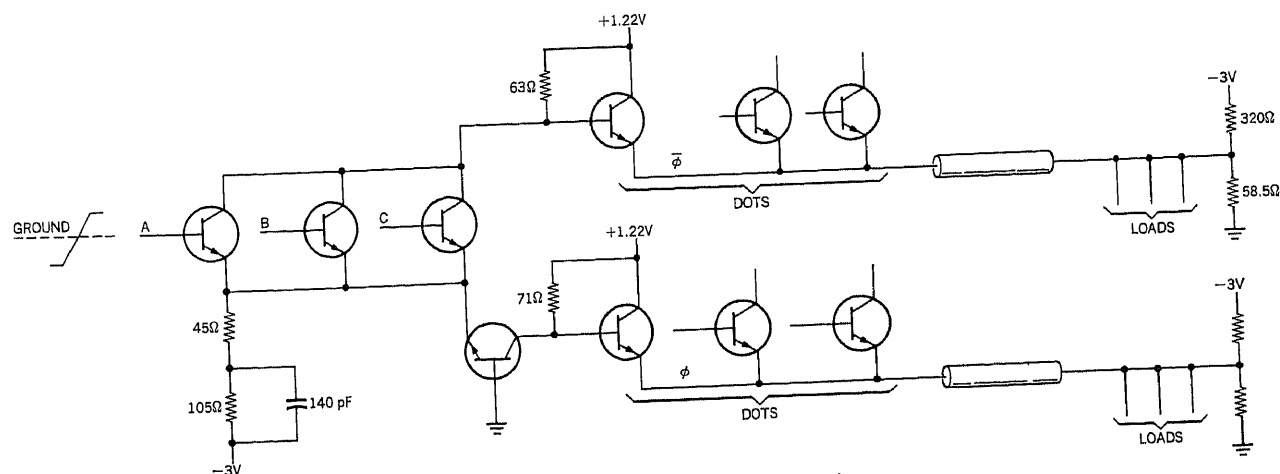 +1.22V
63Ω
-3V
320Ω
φ̄
DOTS
58.5Ω
LOADS
GROUND
A
B
C
+1.22V
71Ω
-3V
45Ω
φ
DOTS
105Ω
140 pF
LOADS
-3V